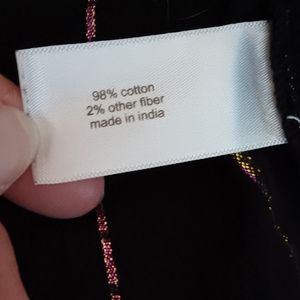 98% cotton
2% other fiber
made in india